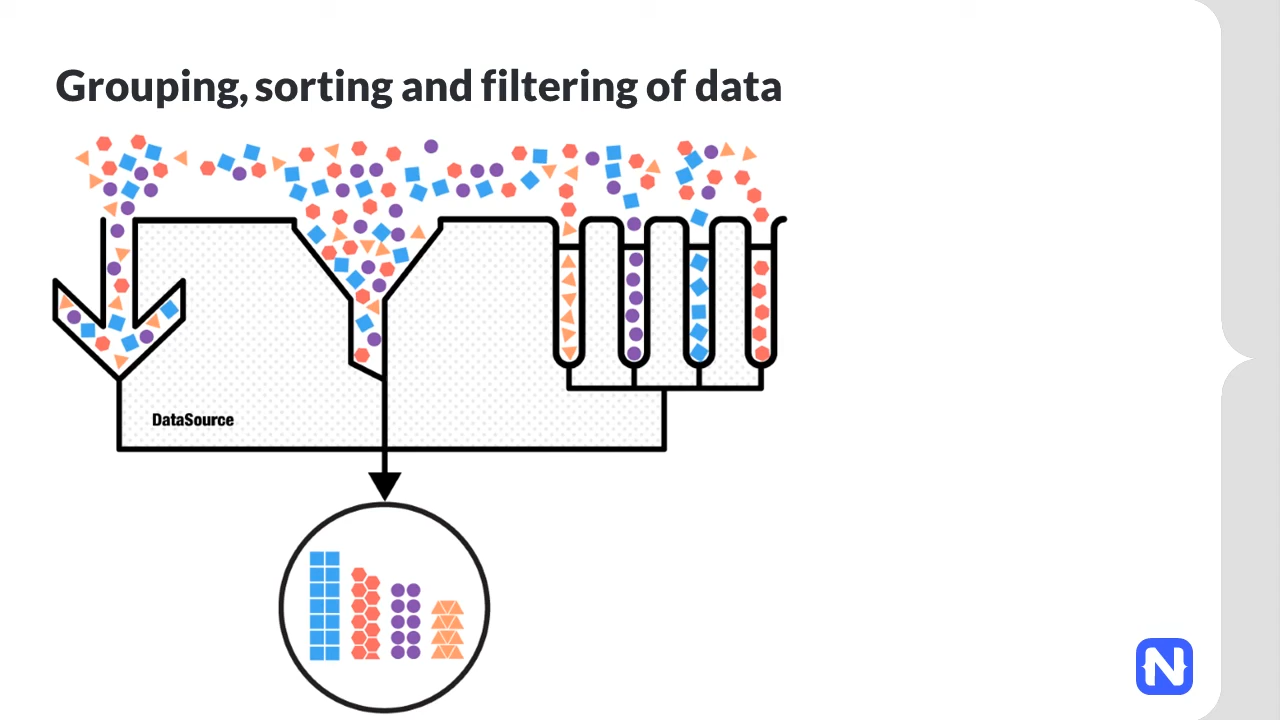 Grouping, sorting and filtering of data
DataSource
N